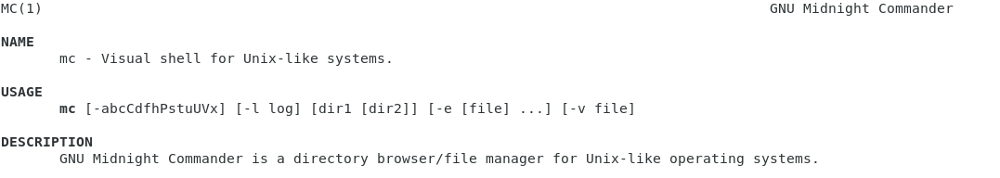 MC(1) GNU Midnight Commander
NAME
mc - Visual shell for Unix-like systems.
USAGE
mc [-abcCdfhPstuUVx] [-l log] [dir1 [dir2]] [-e [file] ...] [-v file]
DESCRIPTION
GNU Midnight Commander is a directory browser/file manager for Unix-like operating systems.